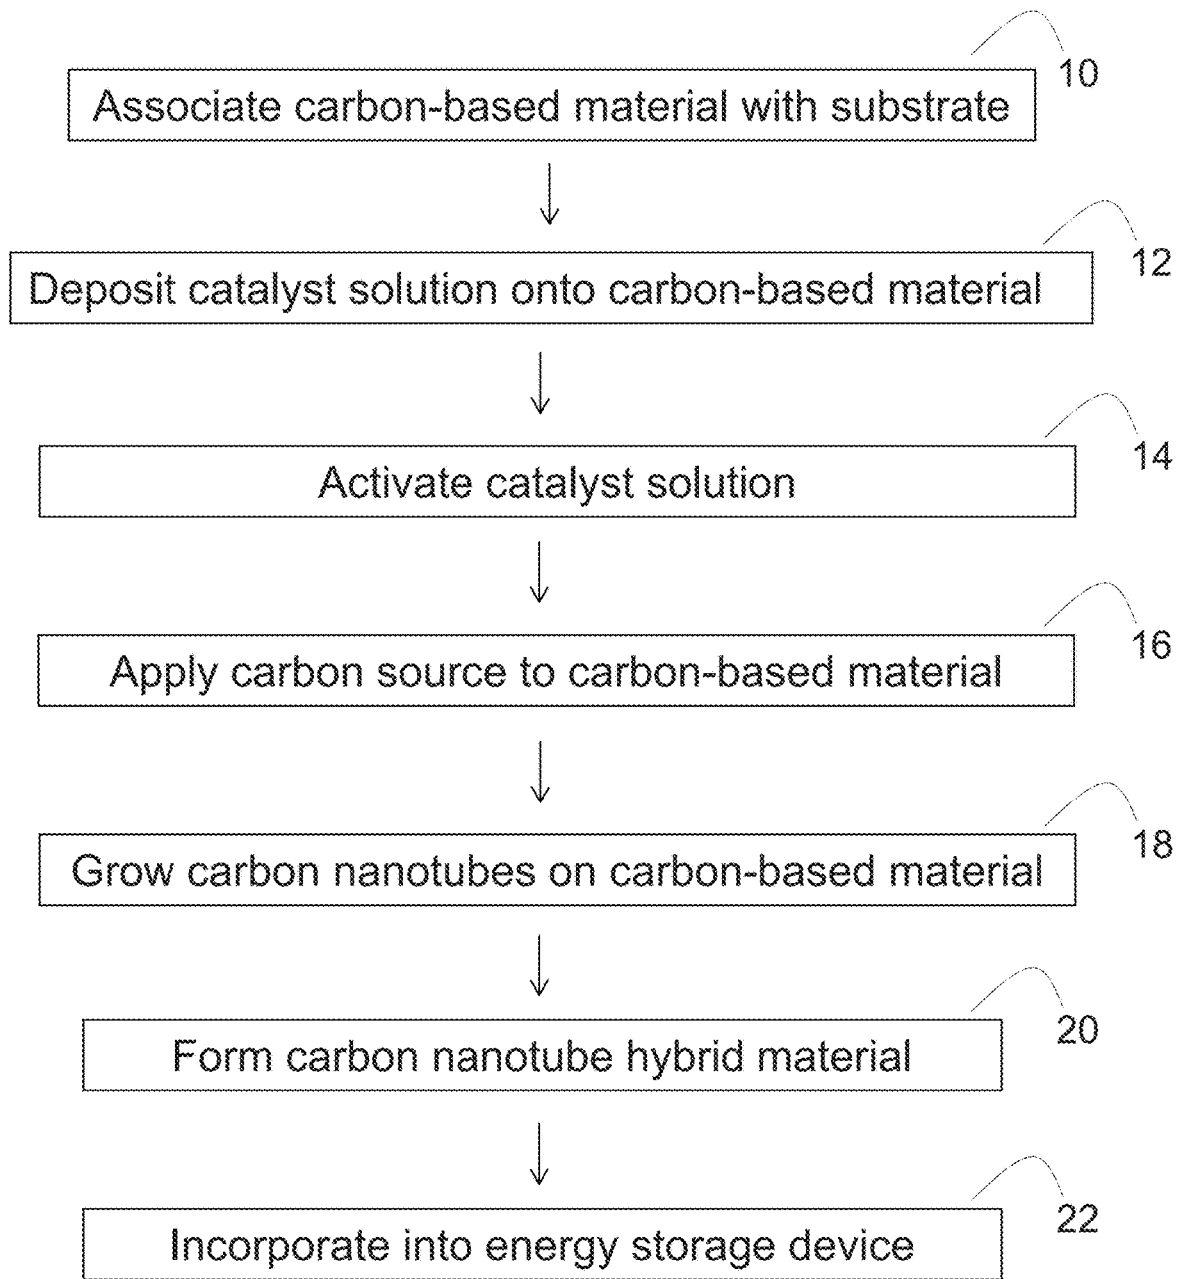 10
Associate carbon-based material with substrate
12
Deposit catalyst solution onto carbon-based material
14
Activate catalyst solution
16
Apply carbon source to carbon-based material
18
Grow carbon nanotubes on carbon-based material
20
Form carbon nanotube hybrid material
22
Incorporate into energy storage device